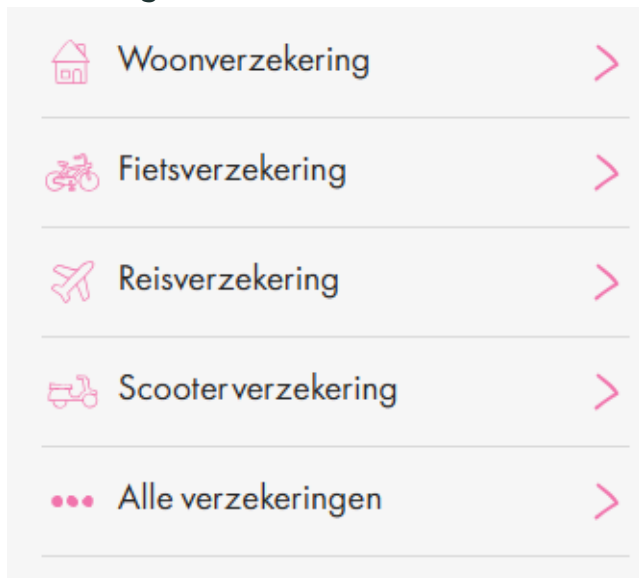 Woonverzekering
Fietsverzekering
Reisverzekering
Scooterverzekering
Alle verzekeringen